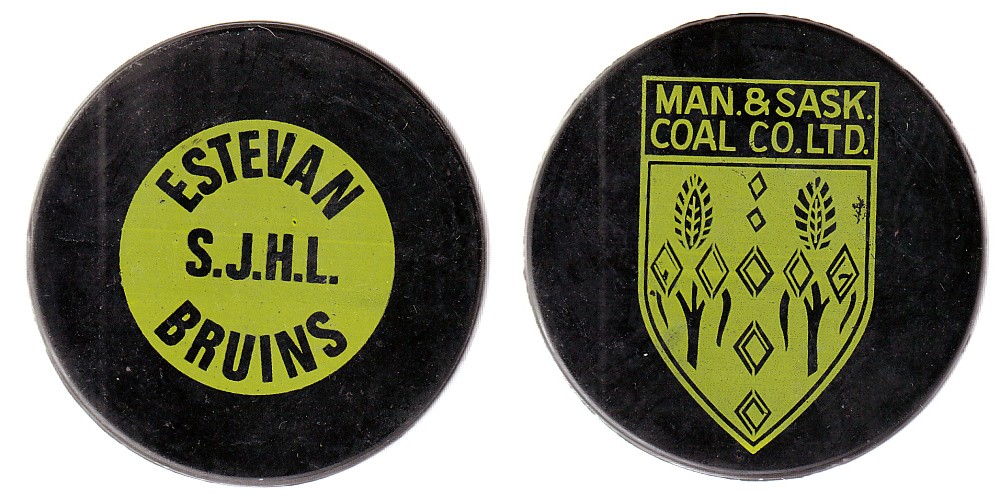 ESTEVAN
S.J.H.L.
BRUINS
MAN.&SASK.
COAL CO.LTD.